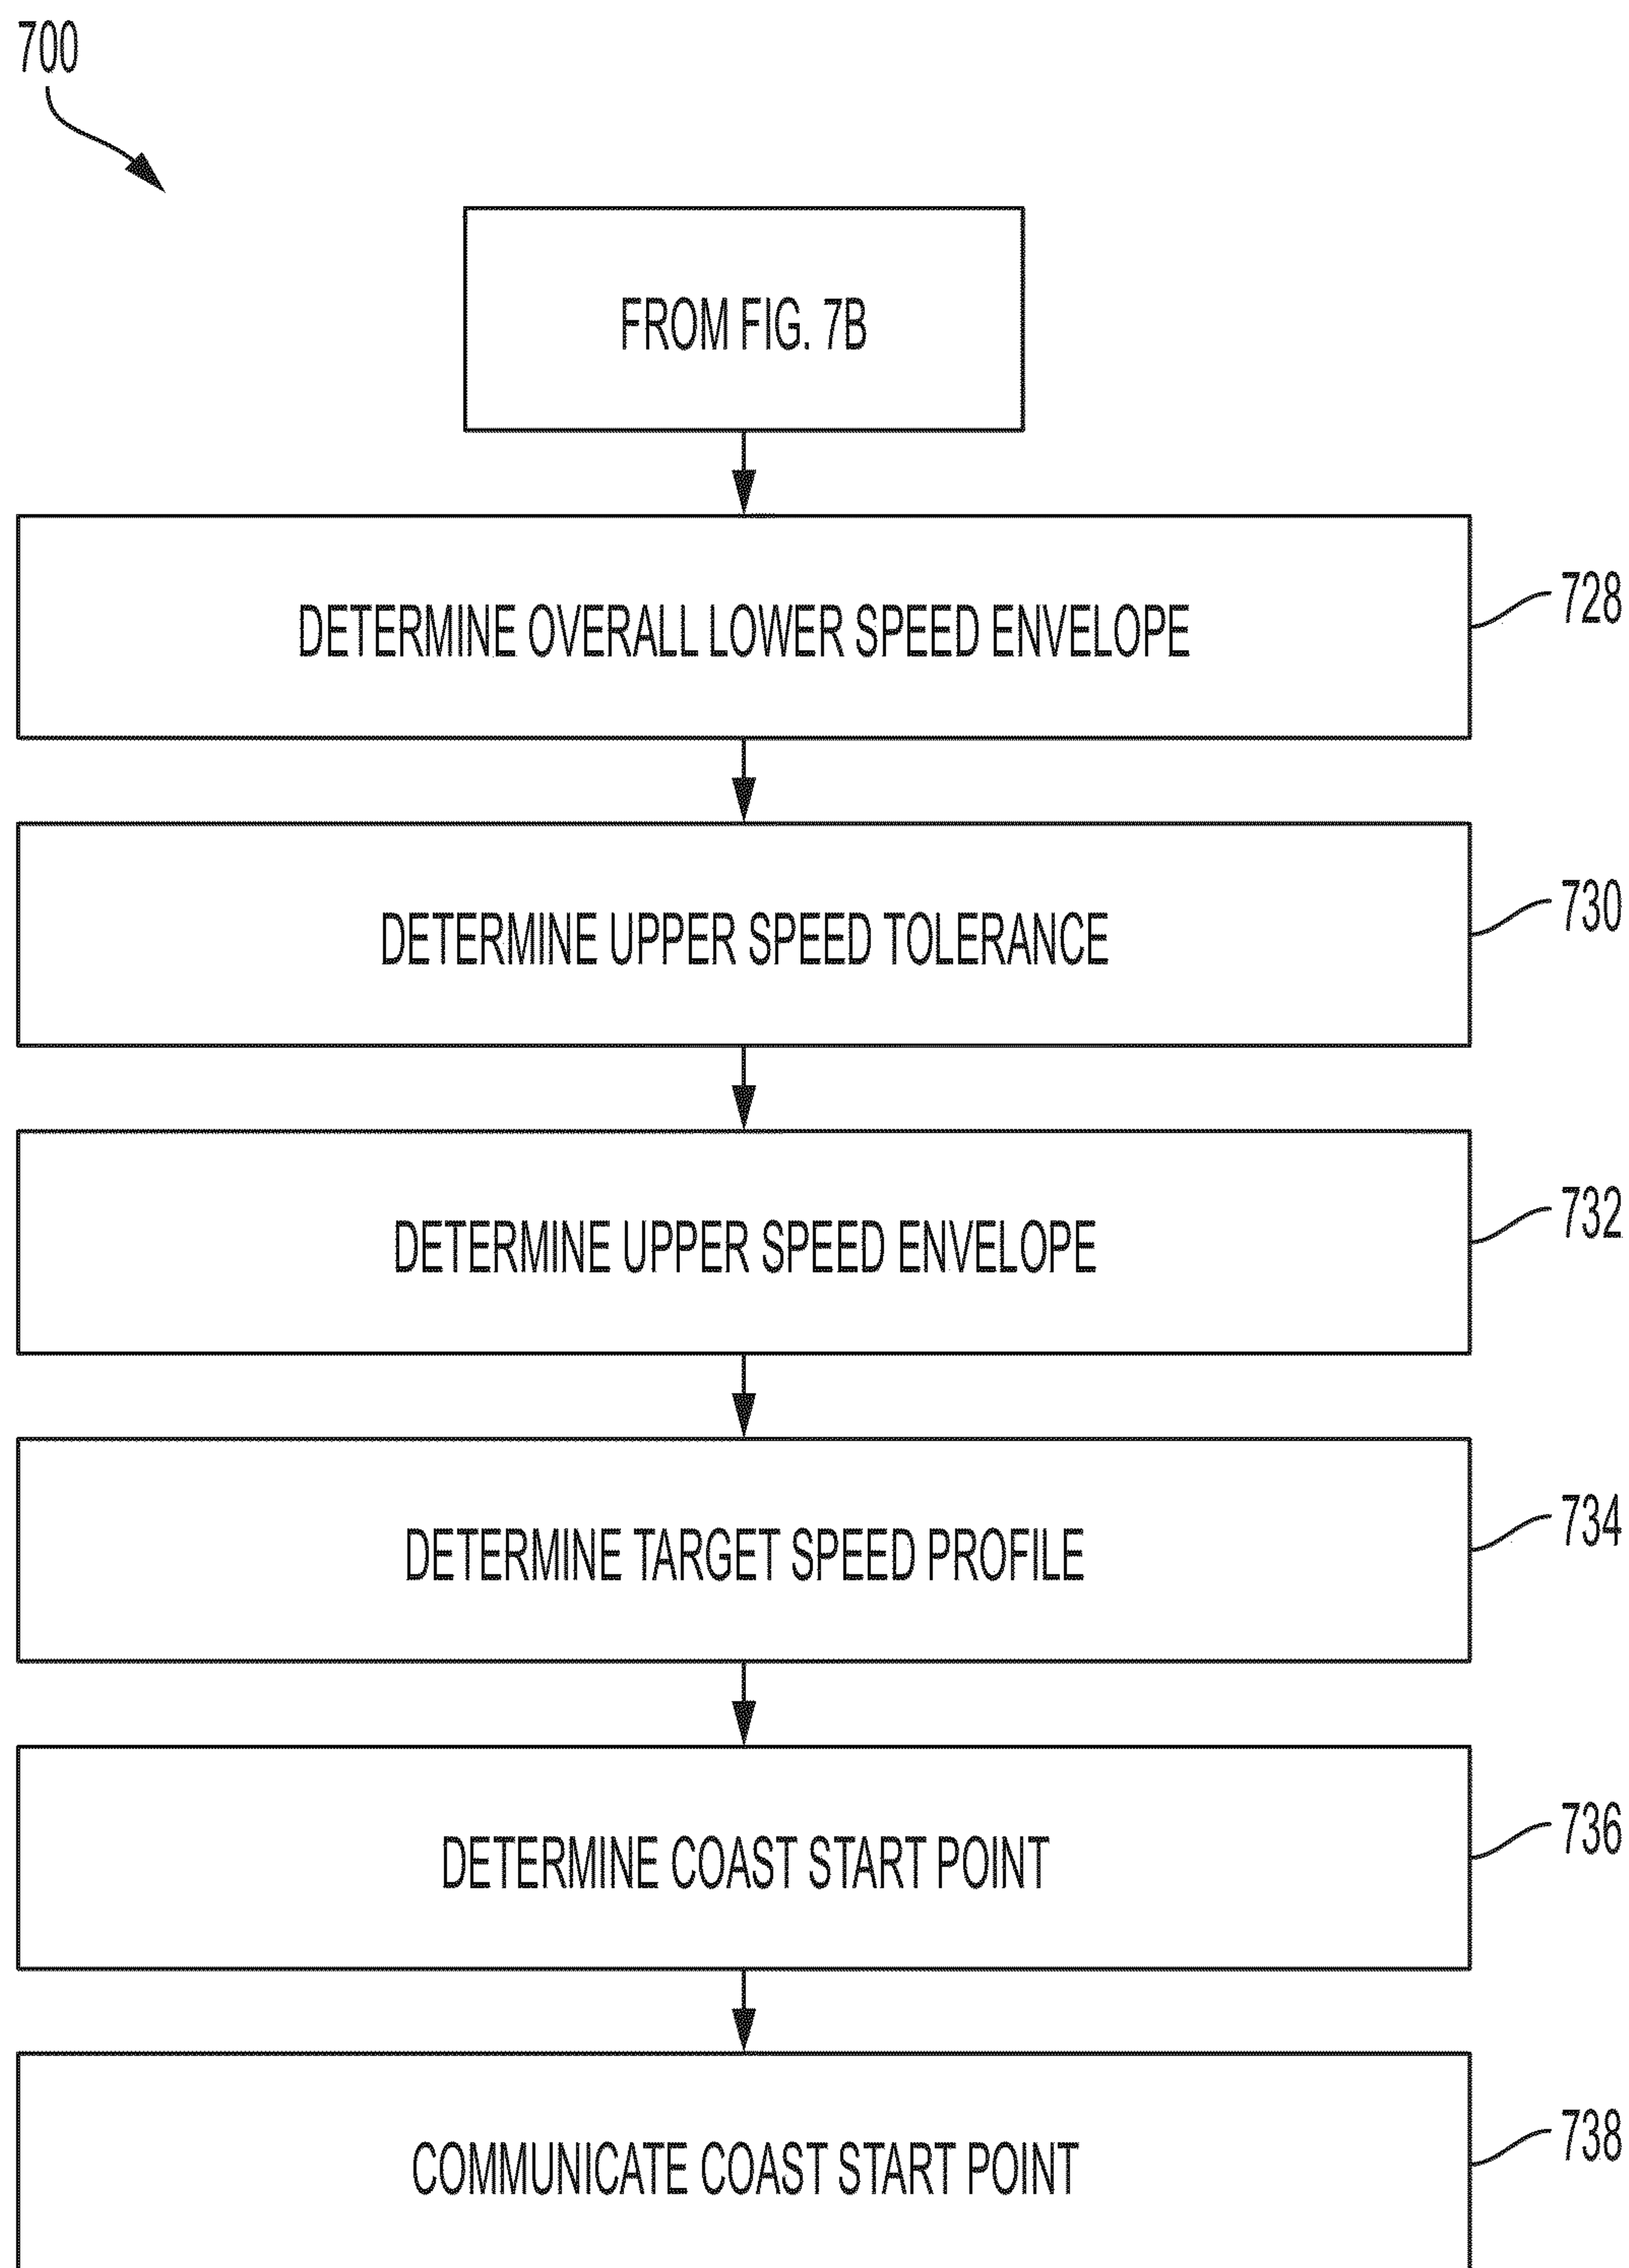 700
FROM FIG. 7B
DETERMINE OVERALL LOWER SPEED ENVELOPE
728
DETERMINE UPPER SPEED TOLERANCE
730
DETERMINE UPPER SPEED ENVELOPE
732
DETERMINE TARGET SPEED PROFILE
734
DETERMINE COAST START POINT
736
COMMUNICATE COAST START POINT
738